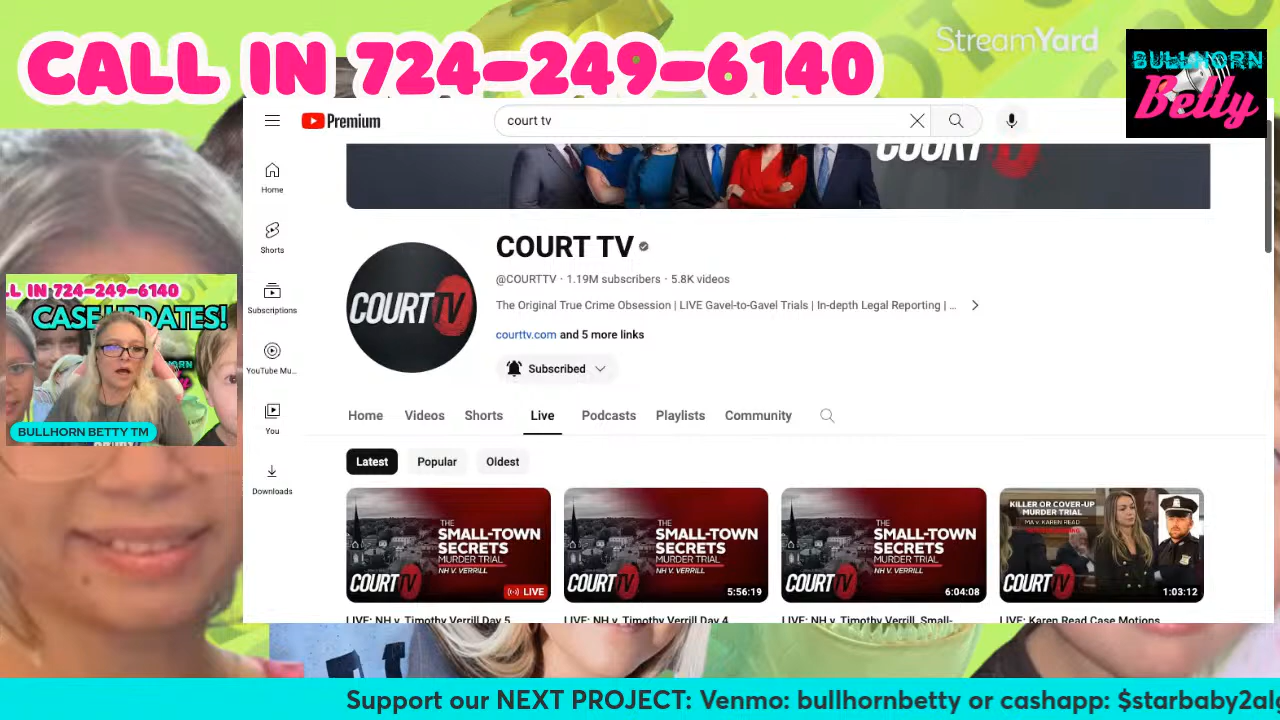 CALL IN 724-249-6140
StreamYard
BULLHORN
Betty
Premium
court tv
COURT TV
Home
Shorts
Subscriptions
YouTube Mu...
You
Downloads
COURT TV
COURT TV
@COURTTV · 1.19M subscribers · 5.8K videos
The Original True Crime Obsession | LIVE Gavel-to-Gavel Trials | In-depth Legal Reporting | ...
courttv.com and 5 more links
Subscribed
Home Videos Shorts Live Podcasts Playlists Community
Latest Popular Oldest
THE
SMALL-TOWN
SECRETS
MURDER TRIAL
NH V. VERRILL
COURT TV
LIVE
THE
SMALL-TOWN
SECRETS
MURDER TRIAL
NH V. VERRILL
COURT TV
5:56:19
THE
SMALL-TOWN
SECRETS
MURDER TRIAL
NH V. VERRILL
COURT TV
6:04:08
KILLER OR COVER-UP
MURDER TRIAL
MA v. KAREN READ
COURT TV
1:03:12
LIVE: NH v. Timothy Verrill Day 5
LIVE: NH v. Timothy Verrill Day 4
LIVE: NH v. Timothy Verrill, Small-
LIVE: Karen Read Case Motions
LL IN 724-249-6140
CASE UPDATES!
BULLHORN BETTY TM
Support our NEXT PROJECT: Venmo: bullhornbetty or cashapp: $starbaby2alg